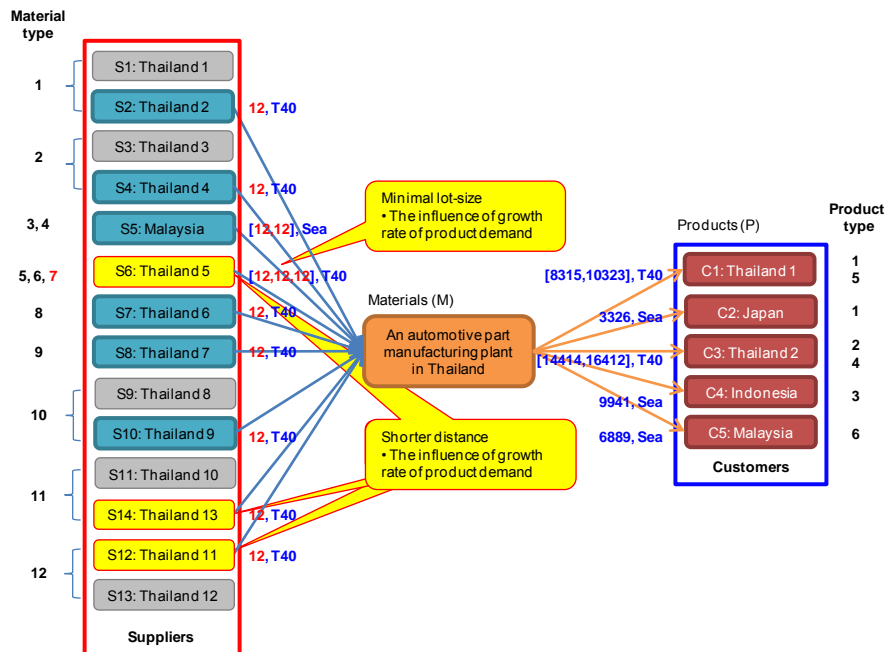 Material
type
1
2
3, 4
5, 6, 7
8
9
10
11
12
S1: Thailand 1
S2: Thailand 2
S3: Thailand 3
S4: Thailand 4
S5: Malaysia
S6: Thailand 5
S7: Thailand 6
S8: Thailand 7
S9: Thailand 8
S10: Thailand 9
S11: Thailand 10
S14: Thailand 13
S12: Thailand 11
S13: Thailand 12
Suppliers
12, T40
12, T40
[12,12], Sea
[12,12,12], T40
12, T40
12, T40
12, T40
12, T40
12, T40
Minimal lot-size
• The influence of growth
rate of product demand
Materials (M)
An automotive part
manufacturing plant
in Thailand
Shorter distance
• The influence of growth
rate of product demand
[8315,10323], T40
3326, Sea
[14414,16412], T40
9941, Sea
6889, Sea
Products (P)
C1: Thailand 1
C2: Japan
C3: Thailand 2
C4: Indonesia
C5: Malaysia
Customers
Product
type
1
5
1
2
4
3
6